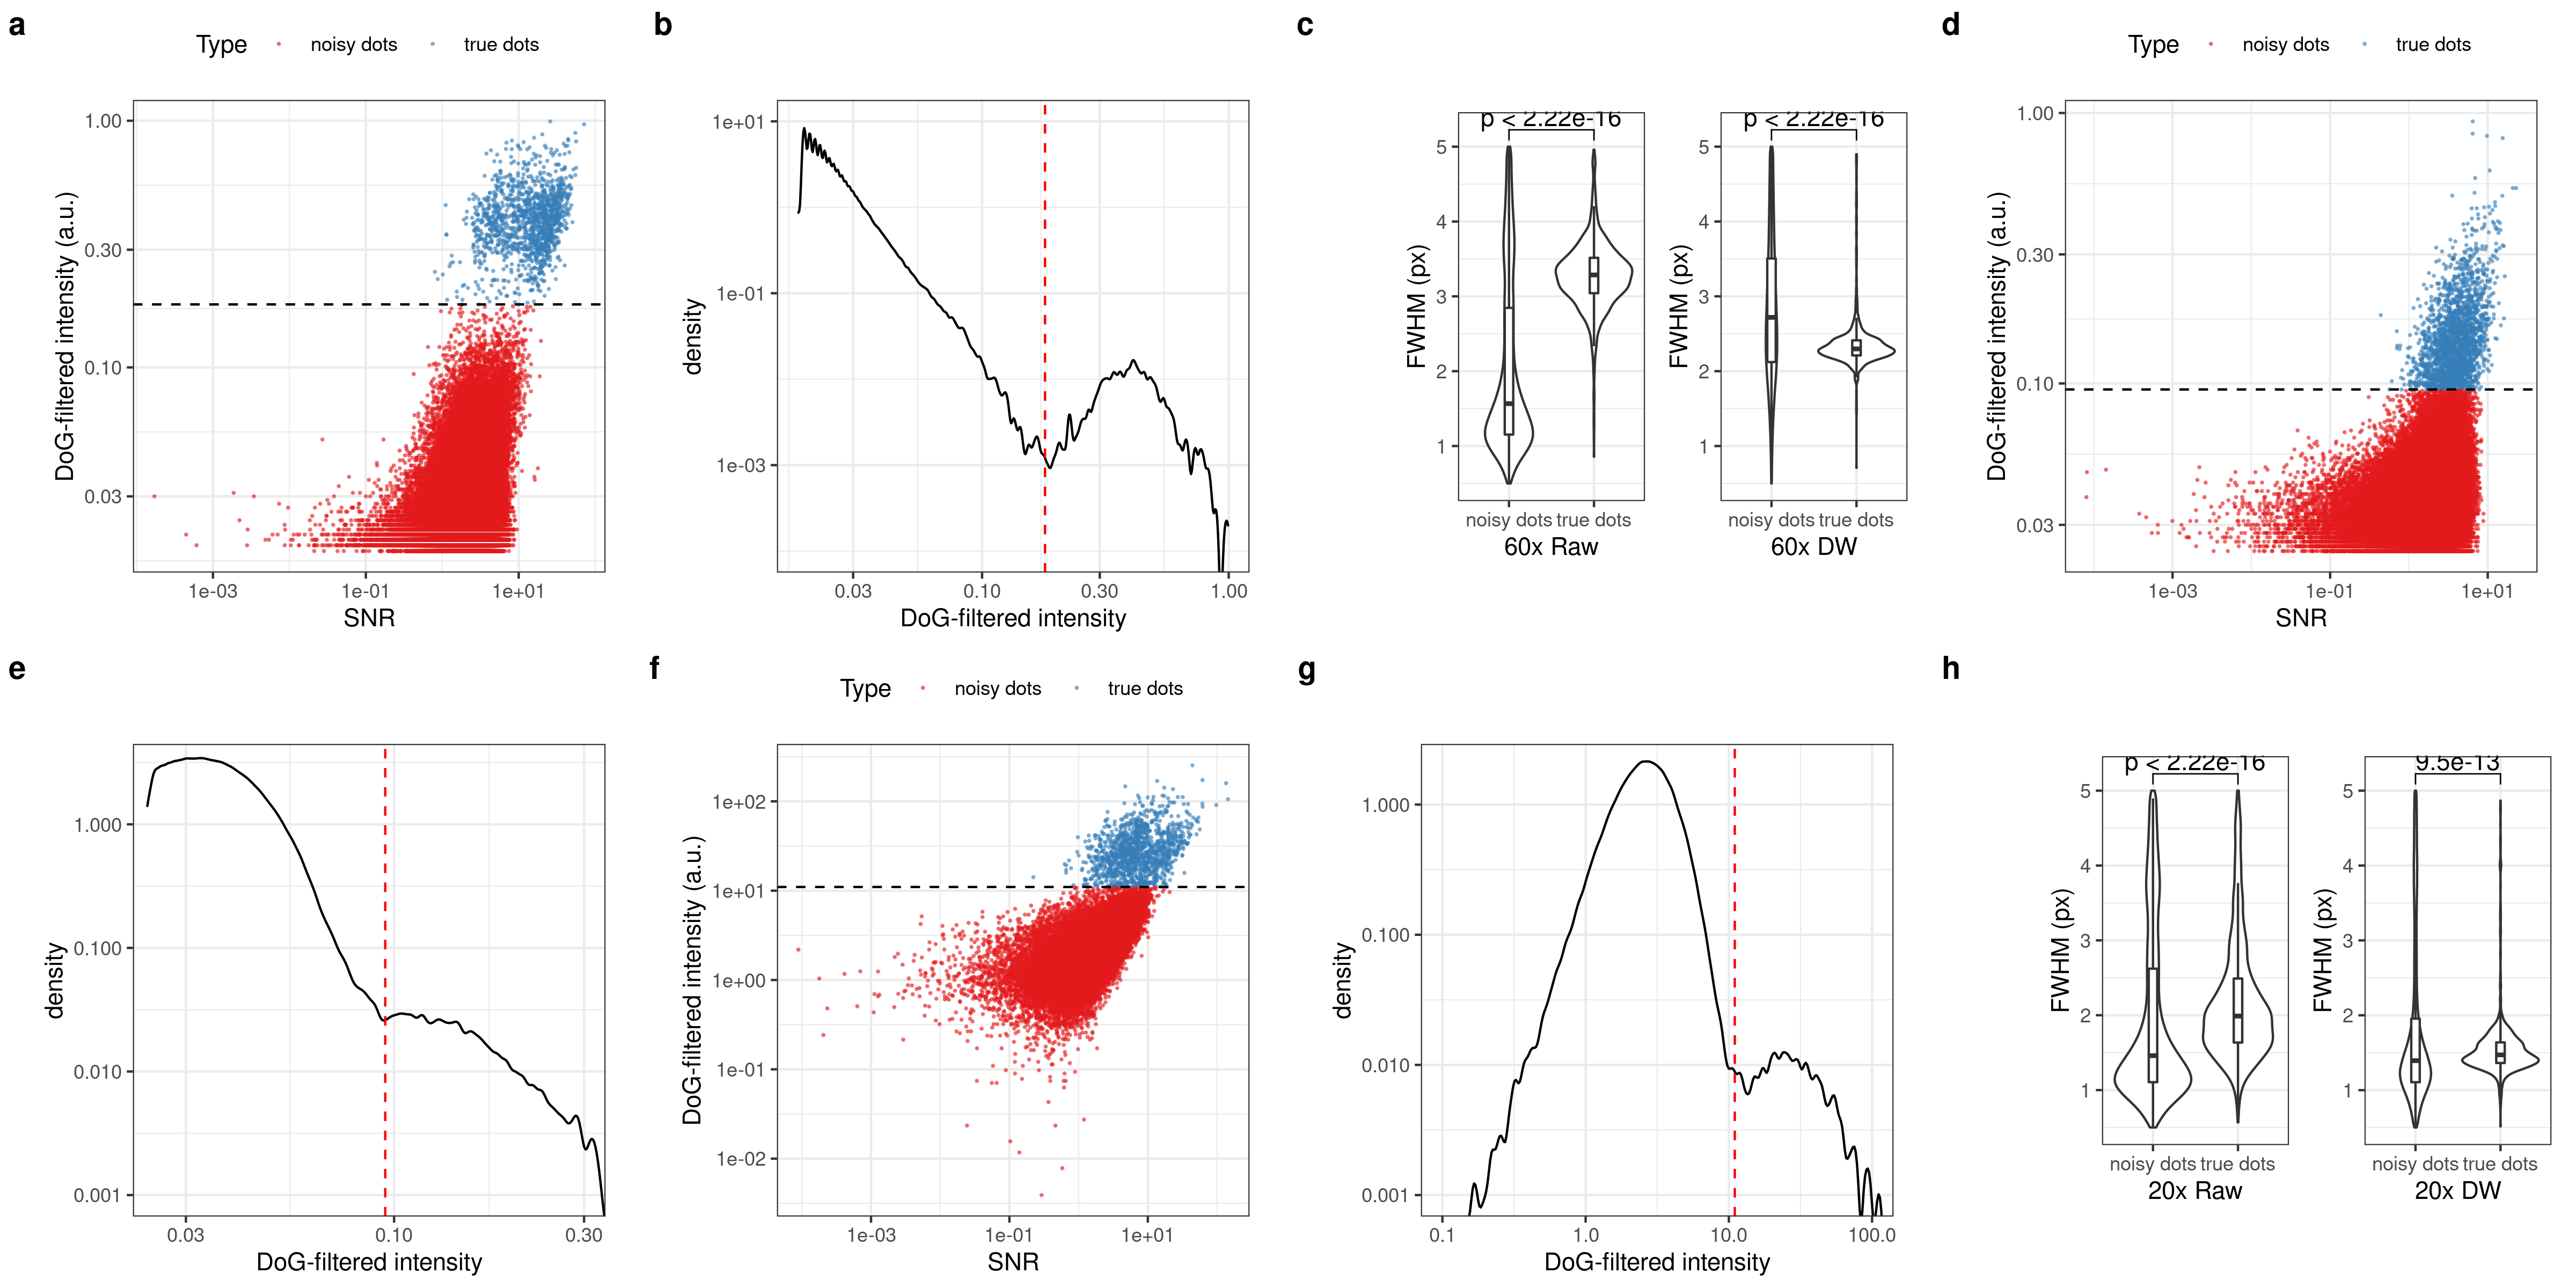 a
Type noisy dots true dots
1.00
0.30
0.10
0.03
DoG-filtered intensity (a.u.)
1e-03 1e-01 1e+01
SNR
b
1e+01
1e-01
1e-03
density
0.03 0.10 0.30 1.00
DoG-filtered intensity
c
p < 2.22e-16
5
4
3
2
1
FWHM (px)
noisy dots true dots
60x Raw
p < 2.22e-16
5
4
3
2
1
FWHM (px)
noisy dots true dots
60x DW
d
Type noisy dots true dots
1.00
0.30
0.10
0.03
DoG-filtered intensity (a.u.)
1e-03 1e-01 1e+01
SNR
e
1.000
0.100
0.010
0.001
density
0.03 0.10 0.30
DoG-filtered intensity
f
Type noisy dots true dots
1e+02
1e+01
1e+00
1e-01
1e-02
DoG-filtered intensity (a.u.)
1e-03 1e-01 1e+01
SNR
g
1.000
0.100
0.010
0.001
density
0.1 1.0 10.0 100.0
DoG-filtered intensity
h
p < 2.22e-16
5
4
3
2
1
FWHM (px)
noisy dots true dots
20x Raw
9.5e-13
5
4
3
2
1
FWHM (px)
noisy dots true dots
20x DW